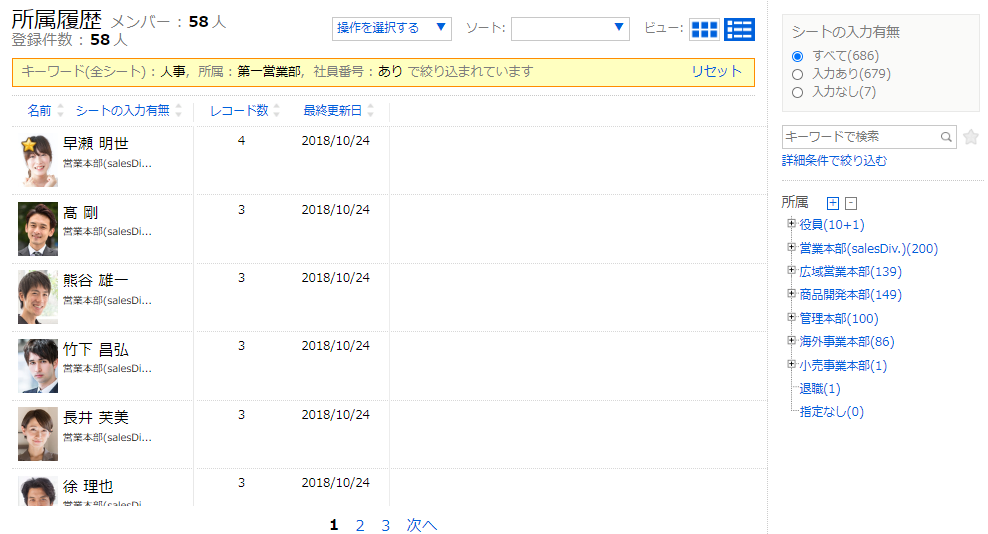 所属履歴 メンバー：58人
登録件数：58人
操作を選択する
ソート:
ビュー:
キーワード(全シート)：人事, 所属：第一営業部, 社員番号：あり で絞り込まれています
リセット
名前 シートの入力有無 レコード数 最終更新日
早瀬 明世 4 2018/10/24
営業本部(salesDi...
髙 剛 3 2018/10/24
営業本部(salesDi...
熊谷 雄一 3 2018/10/24
営業本部(salesDi...
竹下 昌弘 3 2018/10/24
営業本部(salesDi...
長井 芙美 3 2018/10/24
営業本部(salesDi...
徐 理也 3 2018/10/24
営業本部(salesDi...
1 2 3 次へ
シートの入力有無
すべて(686)
入力あり(679)
入力なし(7)
キーワードで検索
詳細条件で絞り込む
所属 + -
役員(10+1)
営業本部(salesDiv.)(200)
広域営業本部(139)
商品開発本部(149)
管理本部(100)
海外事業本部(86)
小売事業本部(1)
退職(1)
指定なし(0)